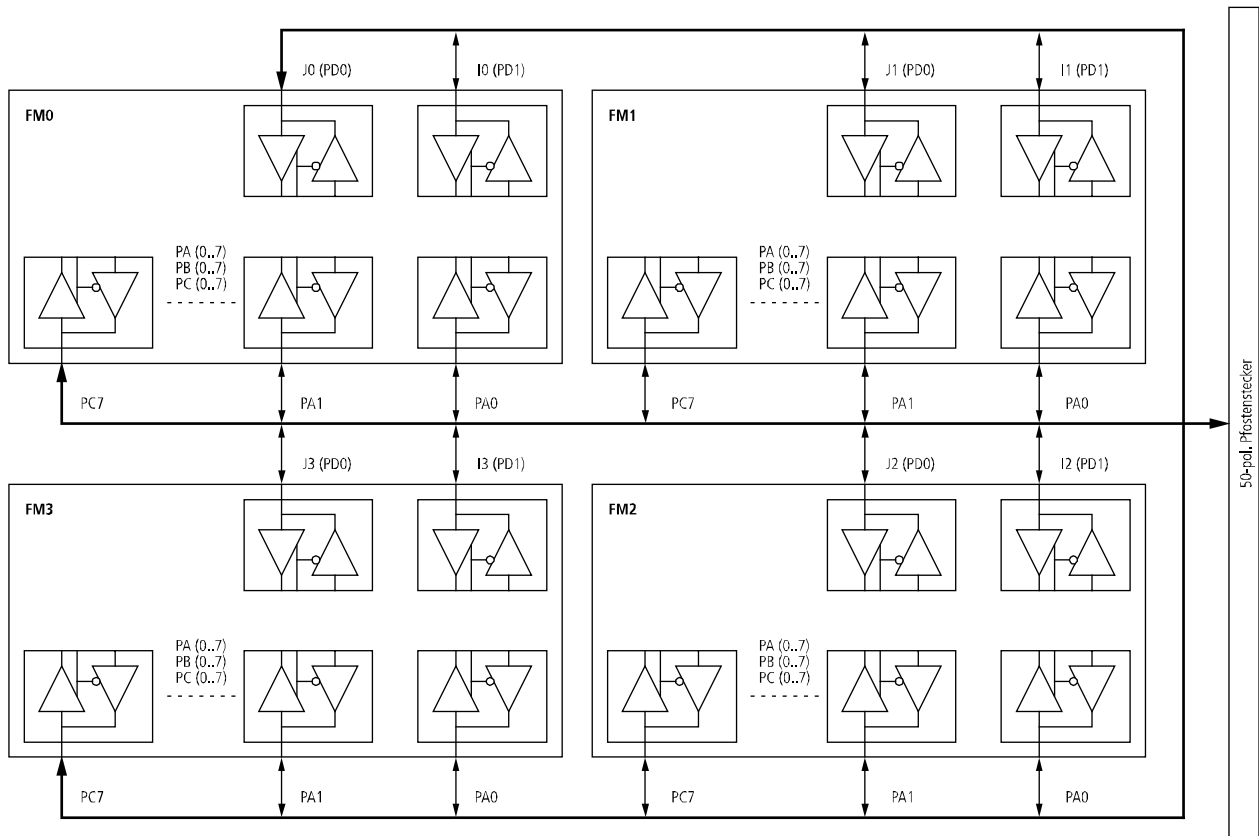 J0 (PD0)
I0 (PD1)
J1 (PD0)
I1 (PD1)
FM0
FM1
PA (0..7)
PB (0..7)
PC (0..7)
PA (0..7)
PB (0..7)
PC (0..7)
PC7
PA1
PA0
PC7
PA1
PA0
J3 (PD0)
I3 (PD1)
J2 (PD0)
I2 (PD1)
FM3
FM2
PA (0..7)
PB (0..7)
PC (0..7)
PA (0..7)
PB (0..7)
PC (0..7)
PC7
PA1
PA0
PC7
PA1
PA0
50-pol. Pfostenstecker